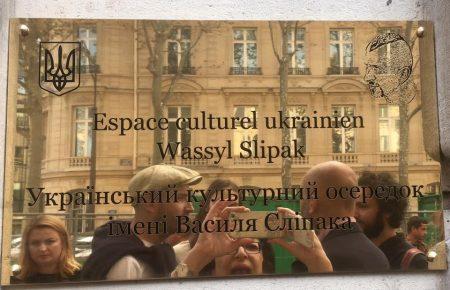 Espace culturel ukrainien
Wassyl Slipak
Український культурний осередок
імені Василя Сліпака